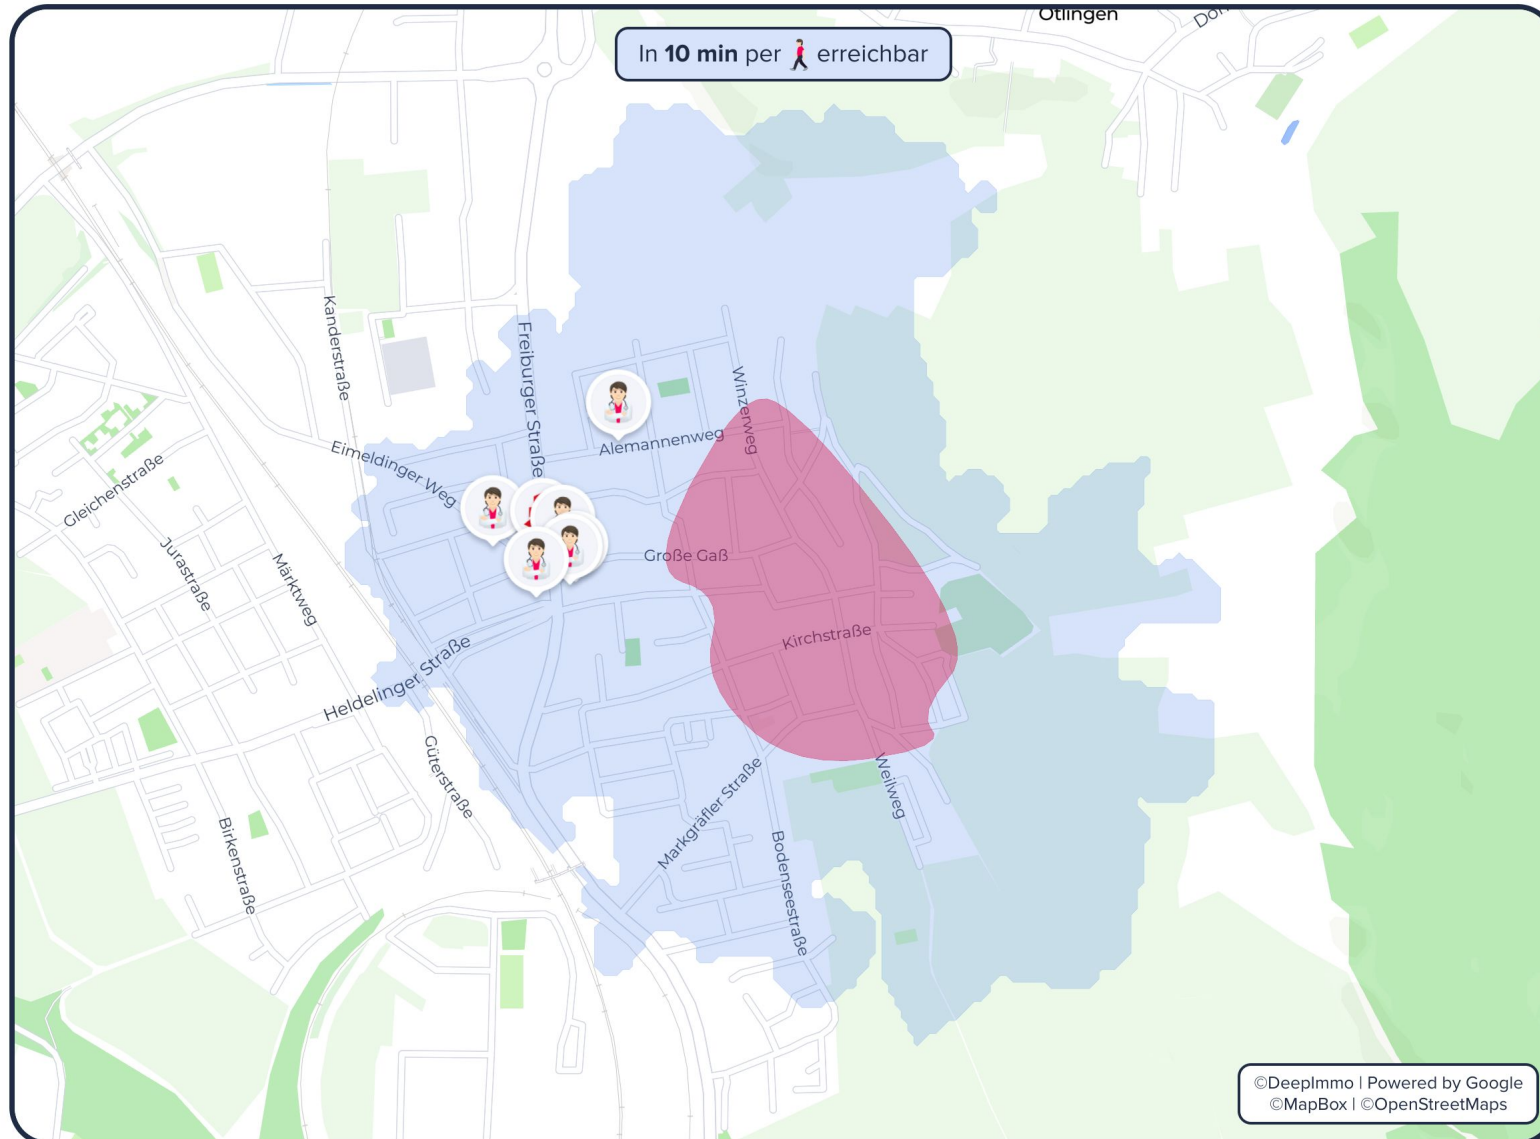 Ötlingen
In 10 min per erreichbar
Kanderstraße
Freiburger Straße
Winzerweg
Alemannenweg
Eimeldinger Weg
Gleichenstraße
Jurastraße
Märktweg
Große Gaß
Kirchstraße
Heldelinger Straße
Güterstraße
Markgräfler Straße
Weilweg
Birkenstraße
Bodenseestraße
©DeepImmo | Powered by Google
©MapBox | ©OpenStreetMaps